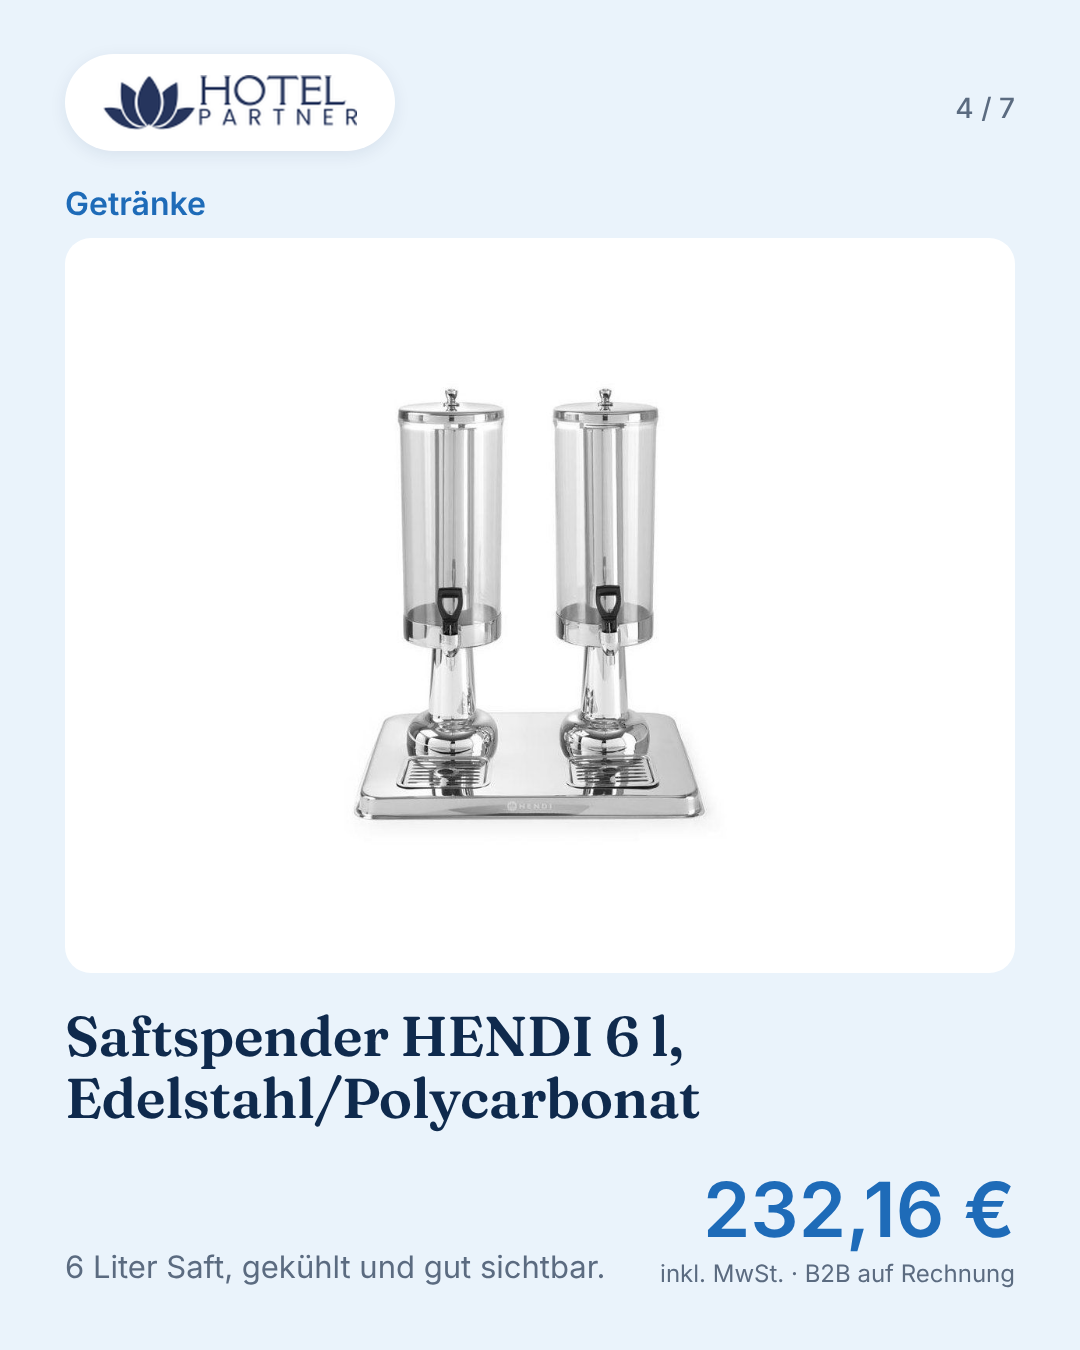 HOTEL
PARTNER
4 / 7
Getränke
HENDI
Saftspender HENDI 6 l,
Edelstahl/Polycarbonat
232,16 €
6 Liter Saft, gekühlt und gut sichtbar.
inkl. MwSt. · B2B auf Rechnung